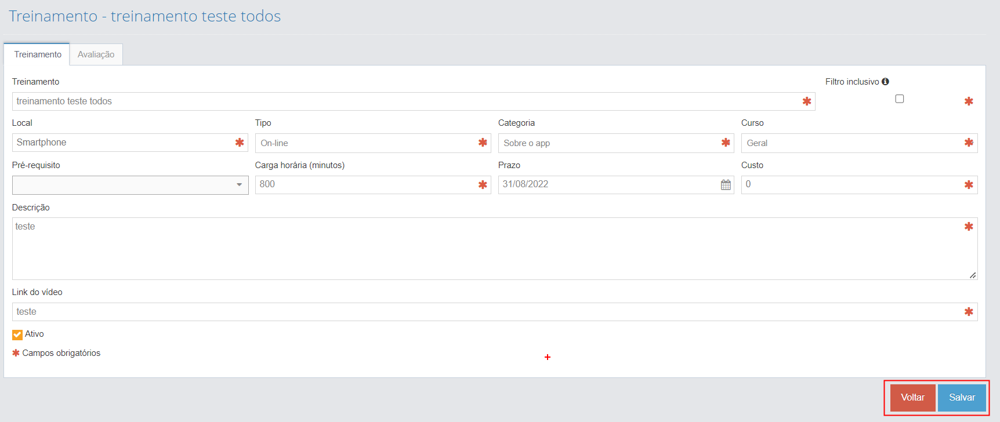 Treinamento - treinamento teste todos
Treinamento Avaliação
Treinamento Filtro inclusivo
treinamento teste todos
Local Tipo Categoria Curso
Smartphone On-line Sobre o app Geral
Pré-requisito Carga horária (minutos) Prazo Custo
800 31/08/2022 0
Descrição
teste
Link do vídeo
teste
Ativo
Campos obrigatórios
Voltar Salvar